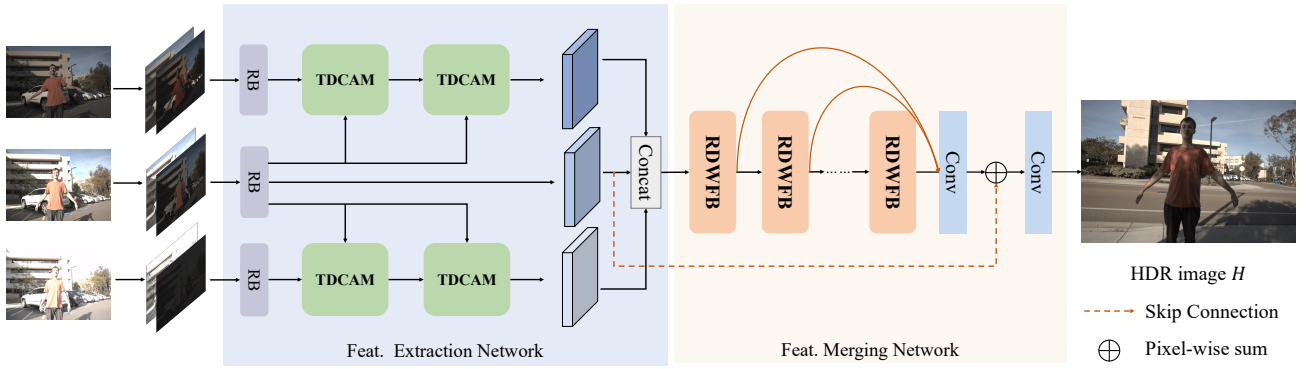 RB
TDCAM
TDCAM
RB
RB
TDCAM
TDCAM
Concat
Feat. Extraction Network
RDWFB
RDWFB
......
RDWFB
Conv
Conv
Feat. Merging Network
HDR image H
Skip Connection
Pixel-wise sum